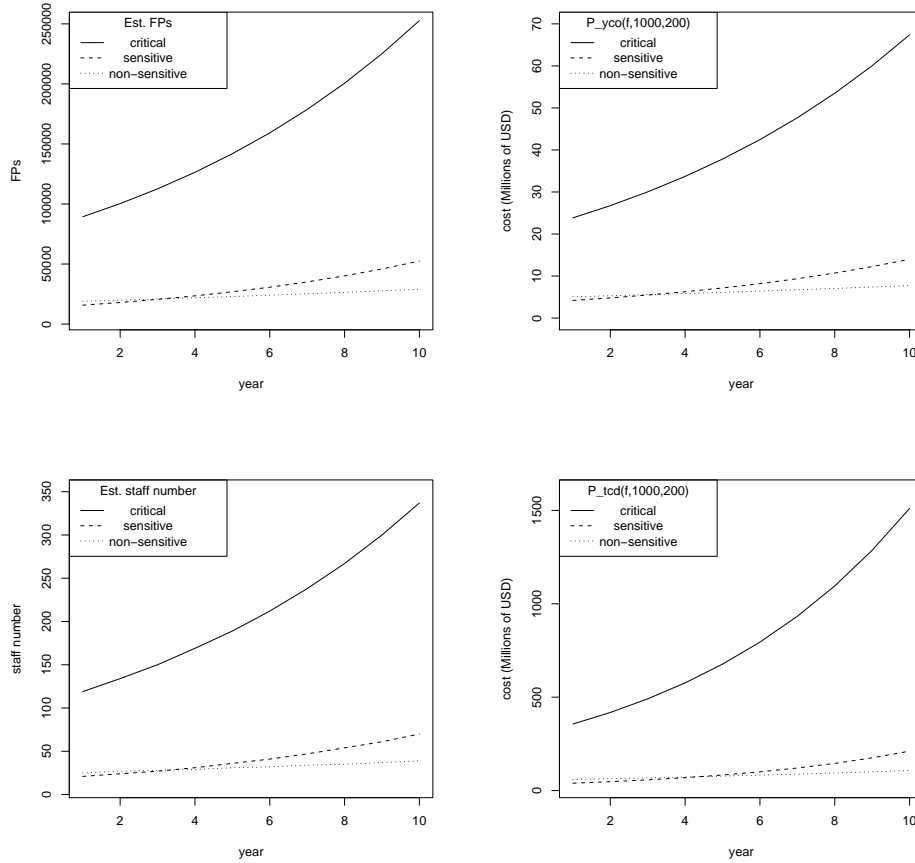 Est. FPs
critical
sensitive
non−sensitive
FPs
0
50000
100000
150000
200000
250000
2 4 6 8 10
year
P_yco(f,1000,200)
critical
sensitive
non−sensitive
cost (Millions of USD)
0
10
20
30
40
50
60
70
2 4 6 8 10
year
Est. staff number
critical
sensitive
non−sensitive
staff number
0
50
100
150
200
250
300
350
2 4 6 8 10
year
P_tcd(f,1000,200)
critical
sensitive
non−sensitive
cost (Millions of USD)
0
500
1000
1500
2 4 6 8 10
year